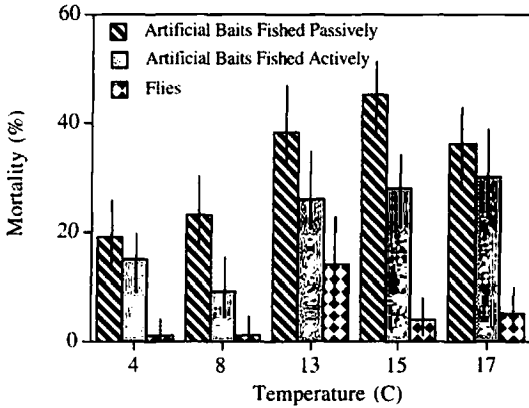 60
Artificial Baits Fished Passively
Artificial Baits Fished Actively
Flies
40
20
0
Mortality (%)
4 8 13 15 17
Temperature (C)